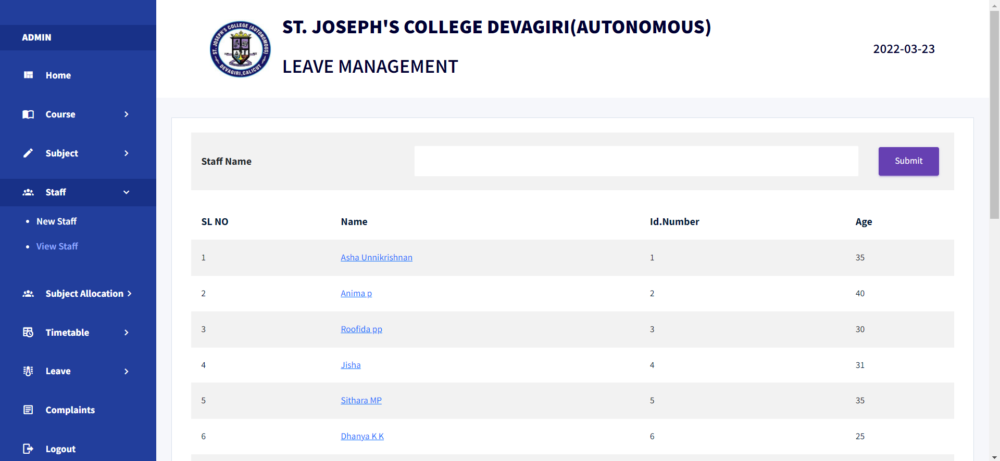 ADMIN
Home
Course
Subject
Staff
New Staff
View Staff
Subject Allocation
Timetable
Leave
Complaints
Logout
ST. JOSEPH'S COLLEGE (AUTONOMOUS)
DEVAGIRI, CALICUT
ST. JOSEPH'S COLLEGE DEVAGIRI(AUTONOMOUS)
LEAVE MANAGEMENT
2022-03-23
Staff Name
Submit
SL NO Name Id.Number Age
1 Asha Unnikrishnan 1 35
2 Anima p 2 40
3 Roofida pp 3 30
4 Jisha 4 31
5 Sithara MP 5 35
6 Dhanya K K 6 25